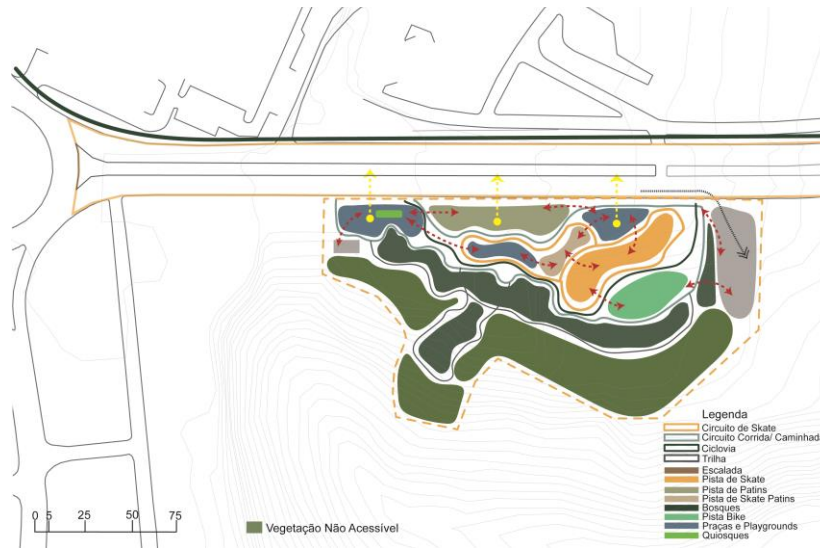 Legenda
Circuito de Skate
Circuito Corrida/ Caminhada
Ciclovia
Trilha
Escalada
Pista de Skate
Pista de Patins
Pista de Skate Patins
Bosques
Pista Bike
Praças e Playgrounds
Quiosques
0 5 25 50 75
Vegetação Não Acessível